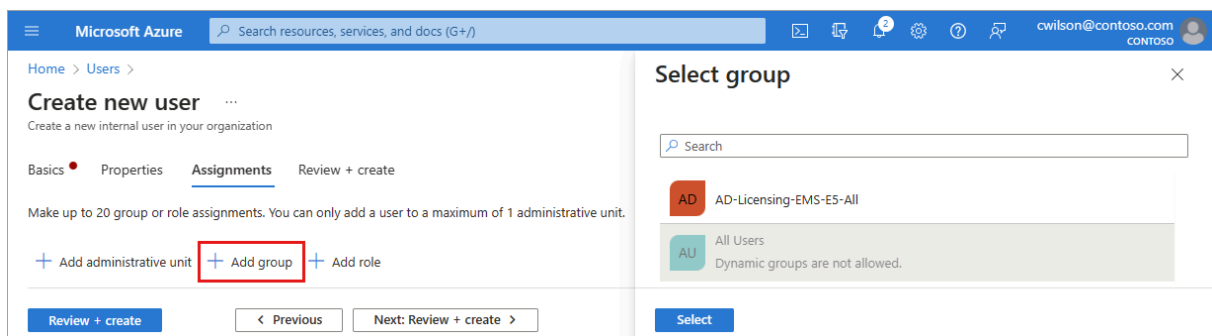 Microsoft Azure
Search resources, services, and docs (G+/)
2
cwilson@contoso.com
CONTOSO
Home > Users >
Create new user ...
Create a new internal user in your organization
Basics Properties Assignments Review + create
Make up to 20 group or role assignments. You can only add a user to a maximum of 1 administrative unit.
+ Add administrative unit + Add group + Add role
Review + create < Previous Next: Review + create >
Select group
Search
AD AD-Licensing-EMS-E5-All
AU All Users
Dynamic groups are not allowed.
Select